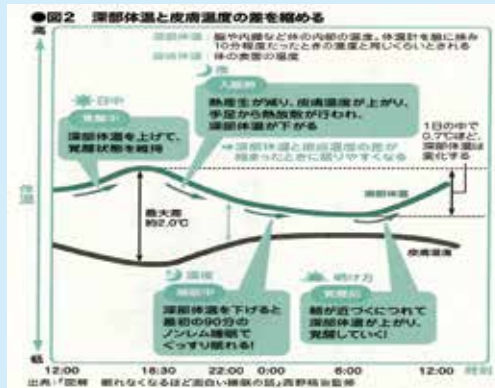 ●図2 深部体温と皮膚温度の差を縮める
高
深部体温：脳や内臓など体の内部の温度。体温計を脇に挟み
10分程度たったときの温度と同じくらいとされる
皮膚温度：体の表面の温度
夜
入眠時
熱産生が減り、皮膚温度が上がり、
手足から熱放散が行われ、
深部体温が下がる
⇒深部体温と皮膚温度の差が
縮まったときに眠りやすくなる
日中
覚醒中
深部体温を上げて、
覚醒状態を維持
1日の中で
0.7℃ほど、
深部体温は
変化する
体温
深部体温
最大差
約2.0℃
皮膚温度
深夜
睡眠中
深部体温を下げると
最初の90分の
ノンレム睡眠で
ぐっすり眠れる！
明け方
覚醒前
朝が近づくにつれて
深部体温が上がり、
覚醒していく！
低
12:00 16:30 22:00 0:00 6:00 12:00 時刻
出典:「図解 眠れなくなるほど面白い睡眠の話」西野精治監修